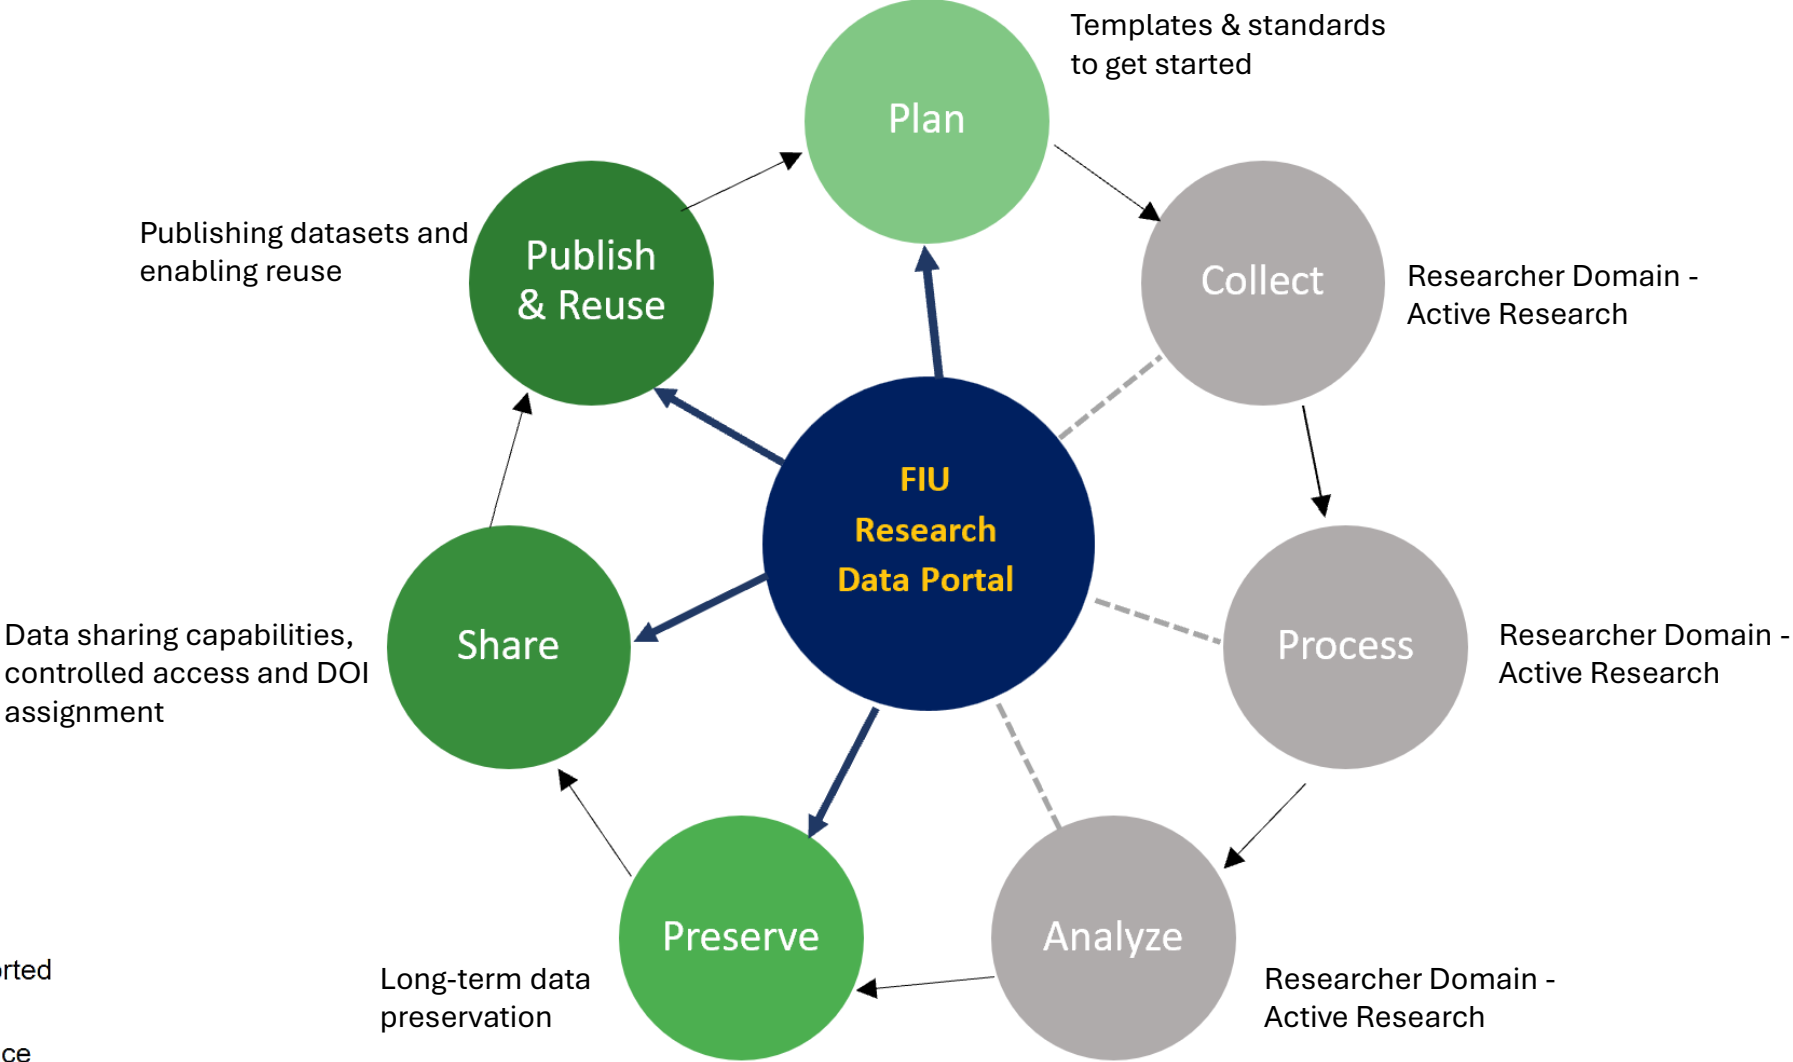 Templates & standards
to get started
Plan
Publishing datasets and
enabling reuse
Publish
& Reuse
Collect
Researcher Domain -
Active Research
FIU
Research
Data Portal
Data sharing capabilities,
controlled access and DOI
assignment
Share
Process
Researcher Domain -
Active Research
Preserve
Long-term data
preservation
Analyze
Researcher Domain -
Active Research